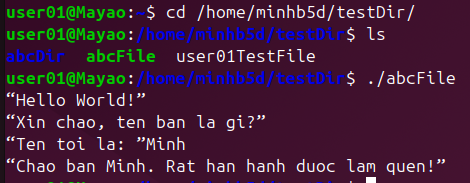 user01@Mayao:~$ cd /home/minhb5d/testDir/
user01@Mayao:/home/minhb5d/testDir$ ls
abcDir abcFile user01TestFile
user01@Mayao:/home/minhb5d/testDir$ ./abcFile
“Hello World!”
“Xin chao, ten ban la gi?”
“Ten toi la: ”Minh
“Chao ban Minh. Rat han hanh duoc lam quen!”